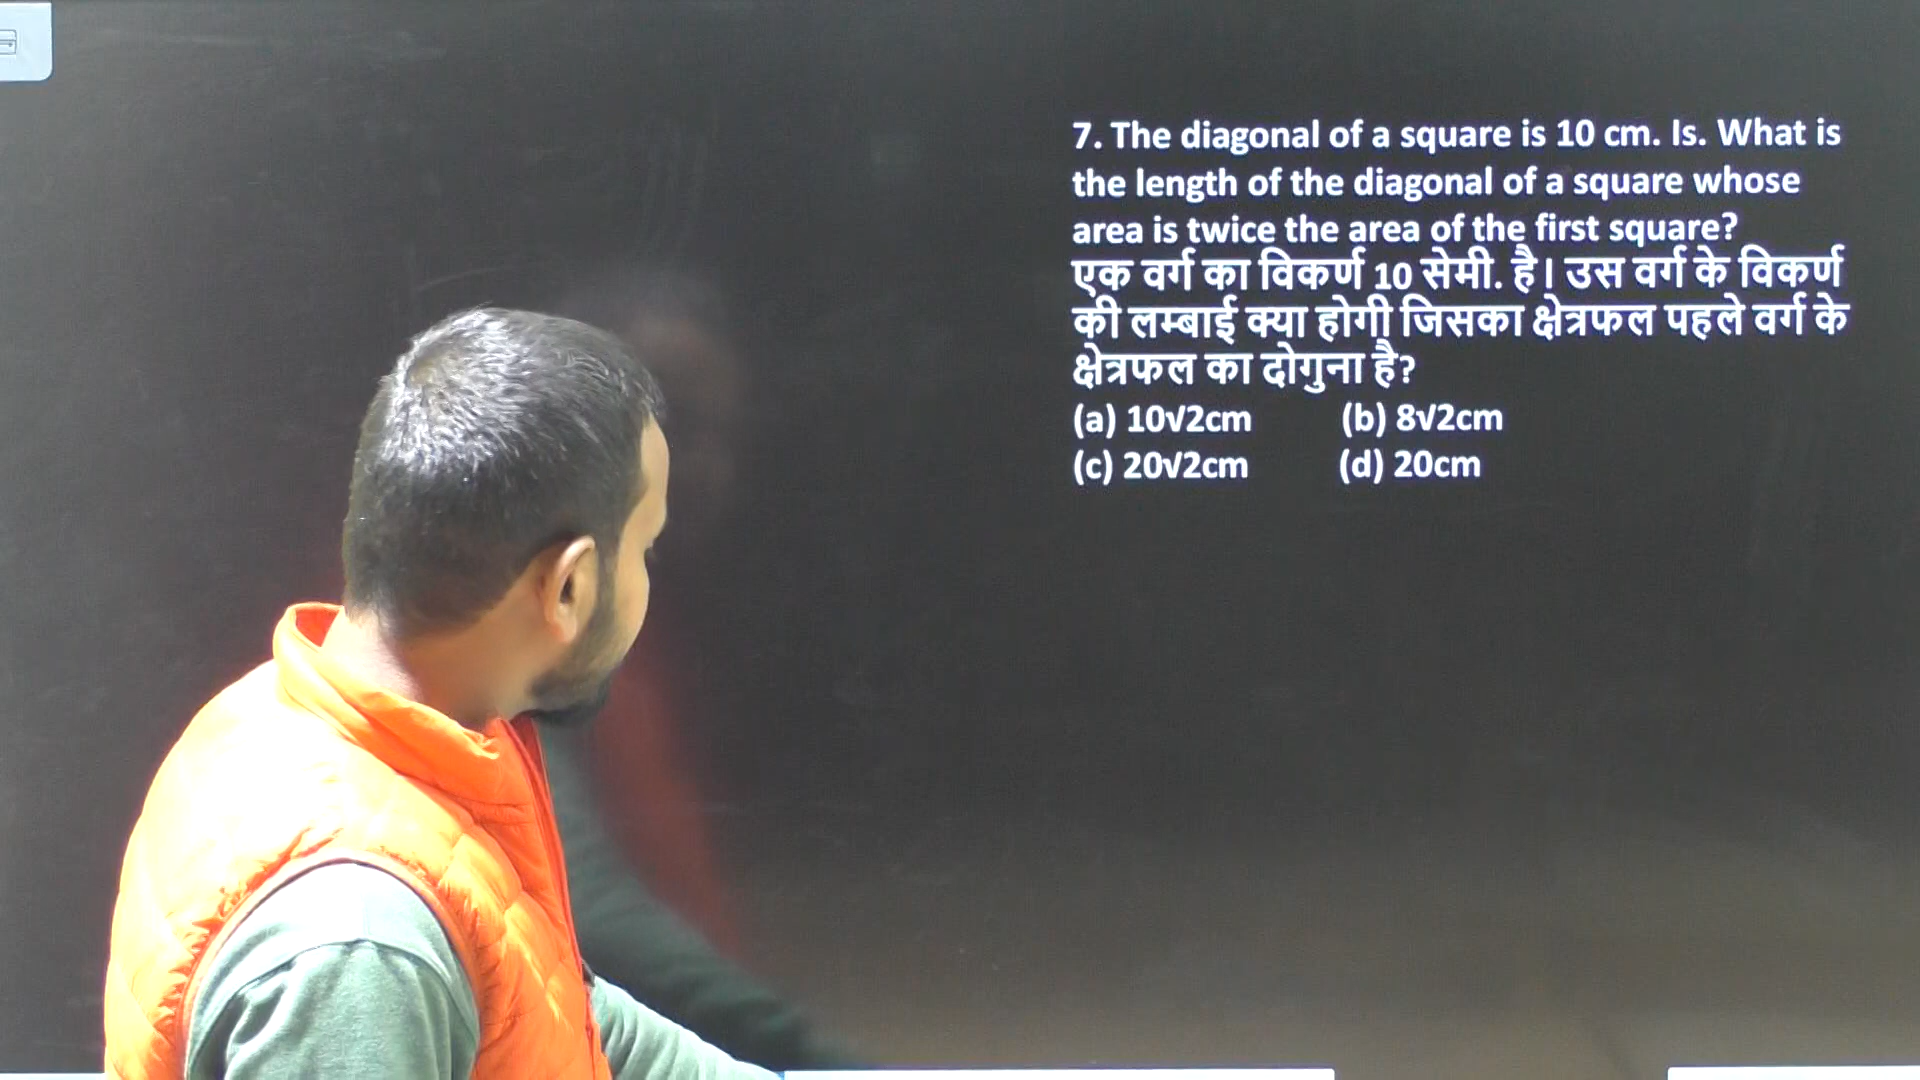 7. The diagonal of a square is 10 cm. Is. What is
the length of the diagonal of a square whose
area is twice the area of the first square?
एक वर्ग का विकर्ण 10 सेमी. है। उस वर्ग के विकर्ण
की लम्बाई क्या होगी जिसका क्षेत्रफल पहले वर्ग के
क्षेत्रफल का दोगुना है?
(a) 10√2cm (b) 8√2cm
(c) 20√2cm (d) 20cm